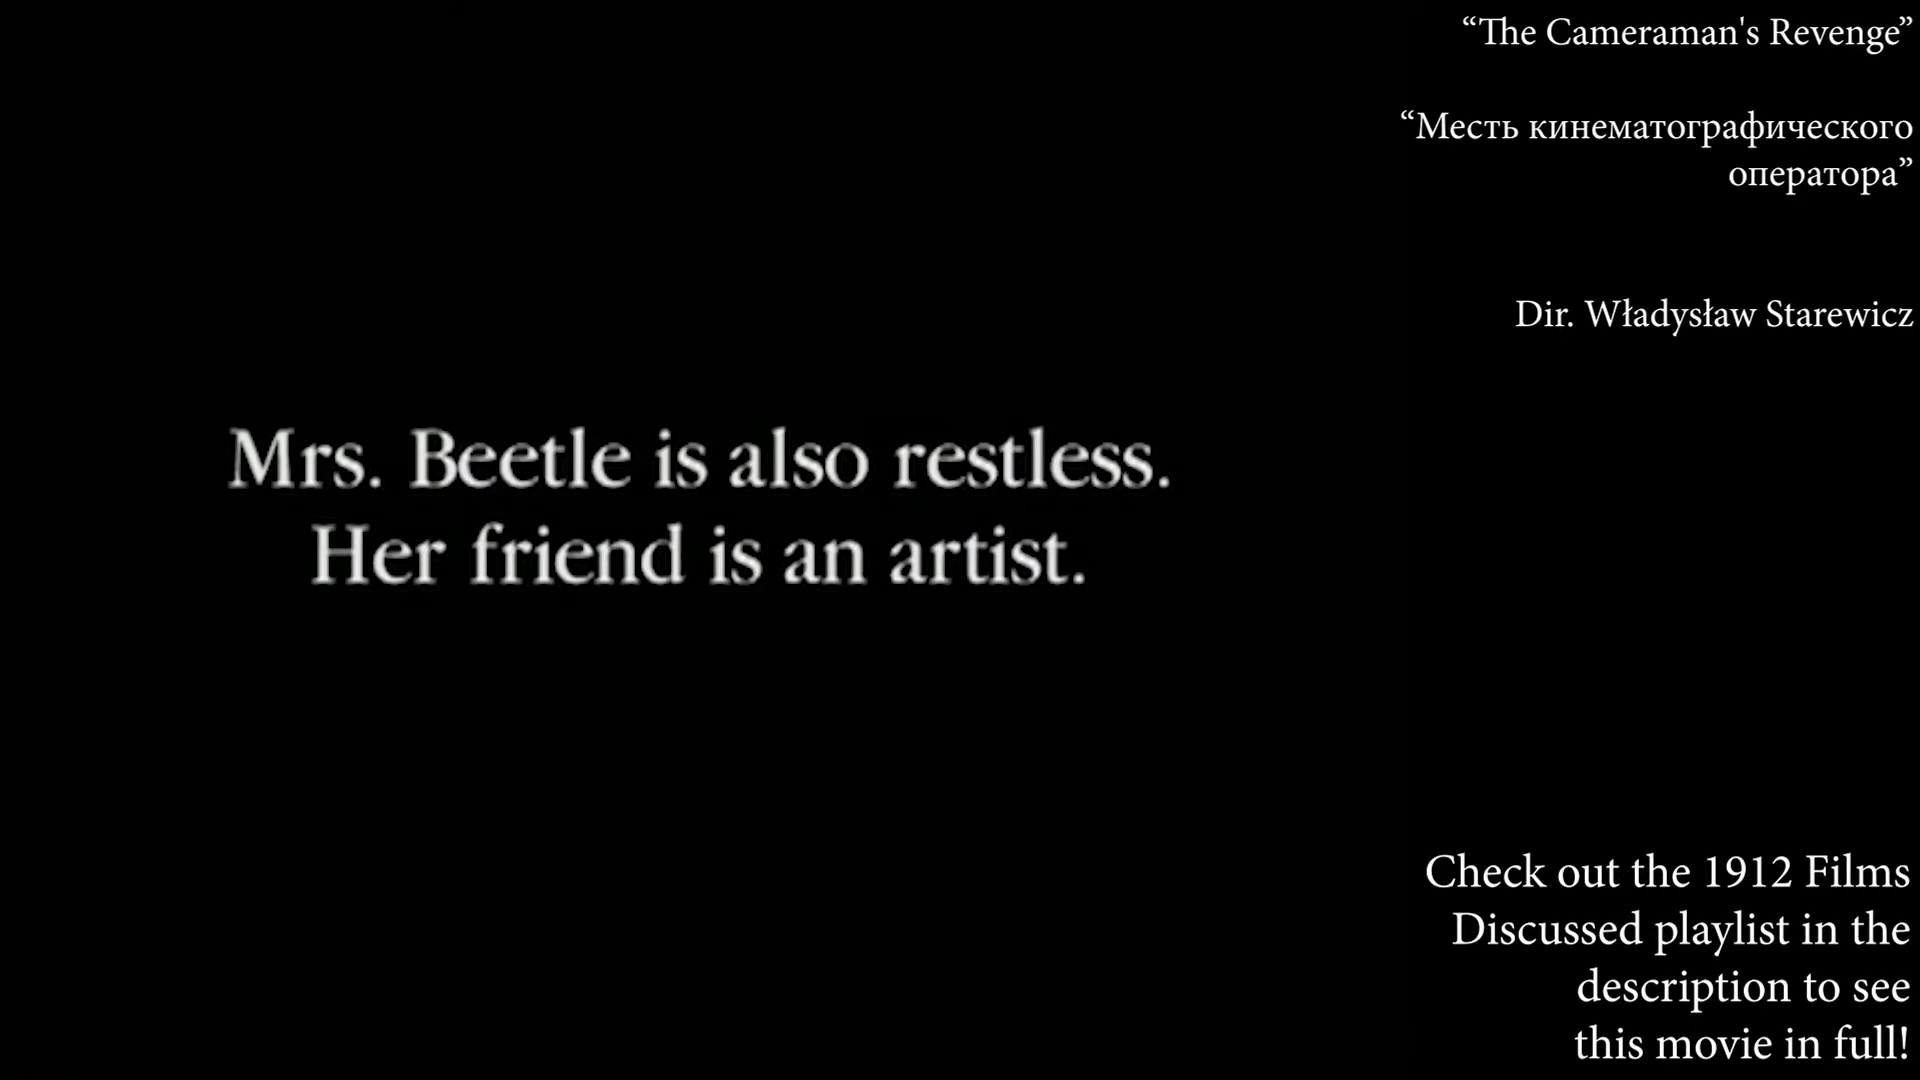 “The Cameraman's Revenge”
“Месть кинематографического
оператора”
Dir. Władysław Starewicz
Mrs. Beetle is also restless.
Her friend is an artist.
Check out the 1912 Films
Discussed playlist in the
description to see
this movie in full!